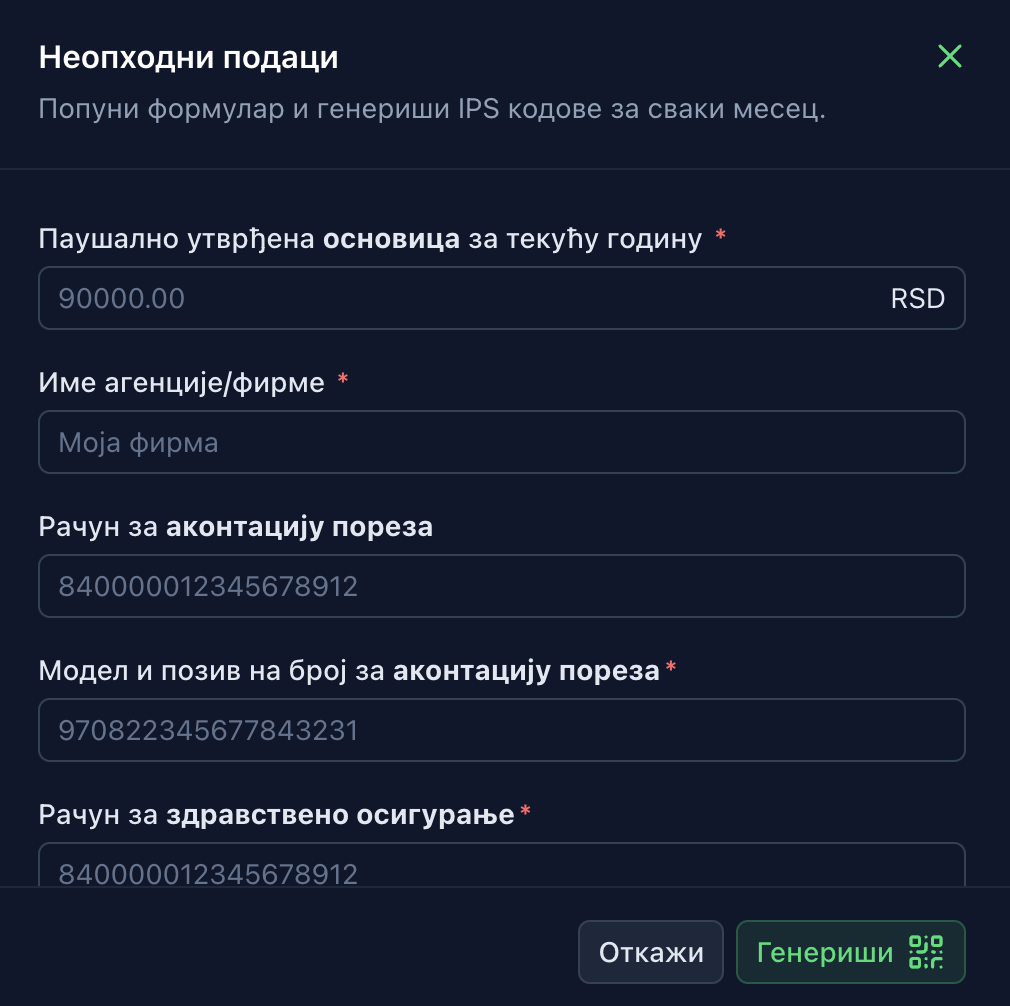 Неопходни подаци
Попуни формулар и генериши IPS кодове за сваки месец.
Паушално утврђена основица за текућу годину *
90000.00 RSD
Име агенције/фирме *
Моја фирма
Рачун за аконтацију пореза
840000012345678912
Модел и позив на број за аконтацију пореза*
970822345677843231
Рачун за здравствено осигурање*
840000012345678912
Откажи Генериши